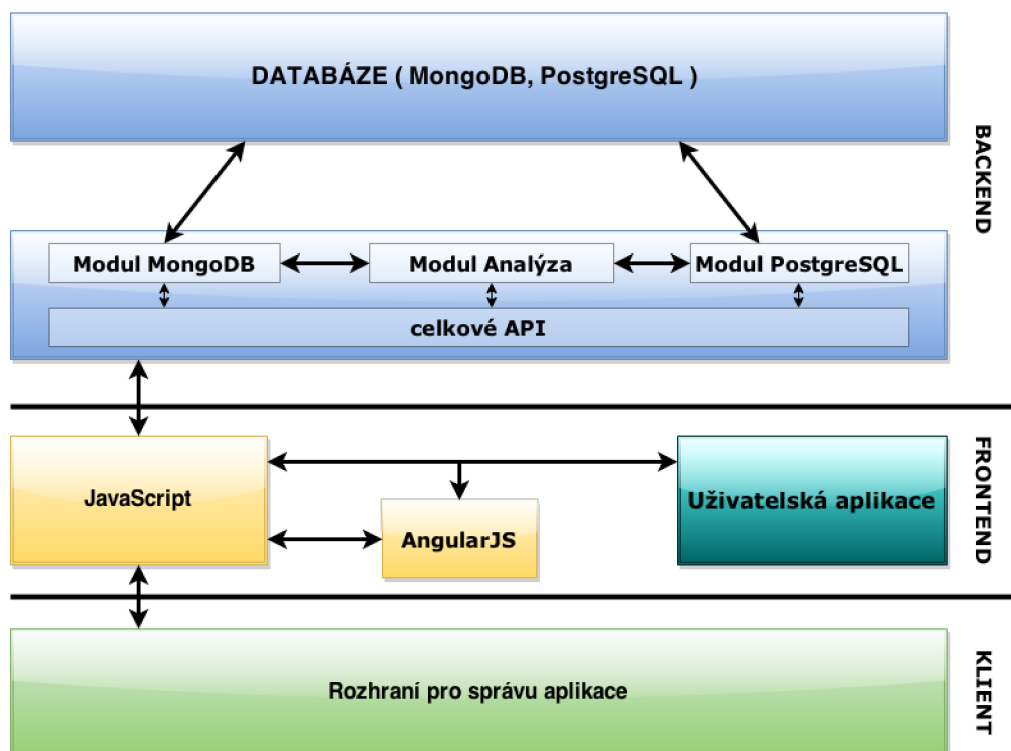 DATABÁZE ( MongoDB, PostgreSQL )
BACKEND
Modul MongoDB
Modul Analýza
Modul PostgreSQL
celkové API
FRONTEND
JavaScript
AngularJS
Uživatelská aplikace
KLIENT
Rozhraní pro správu aplikace